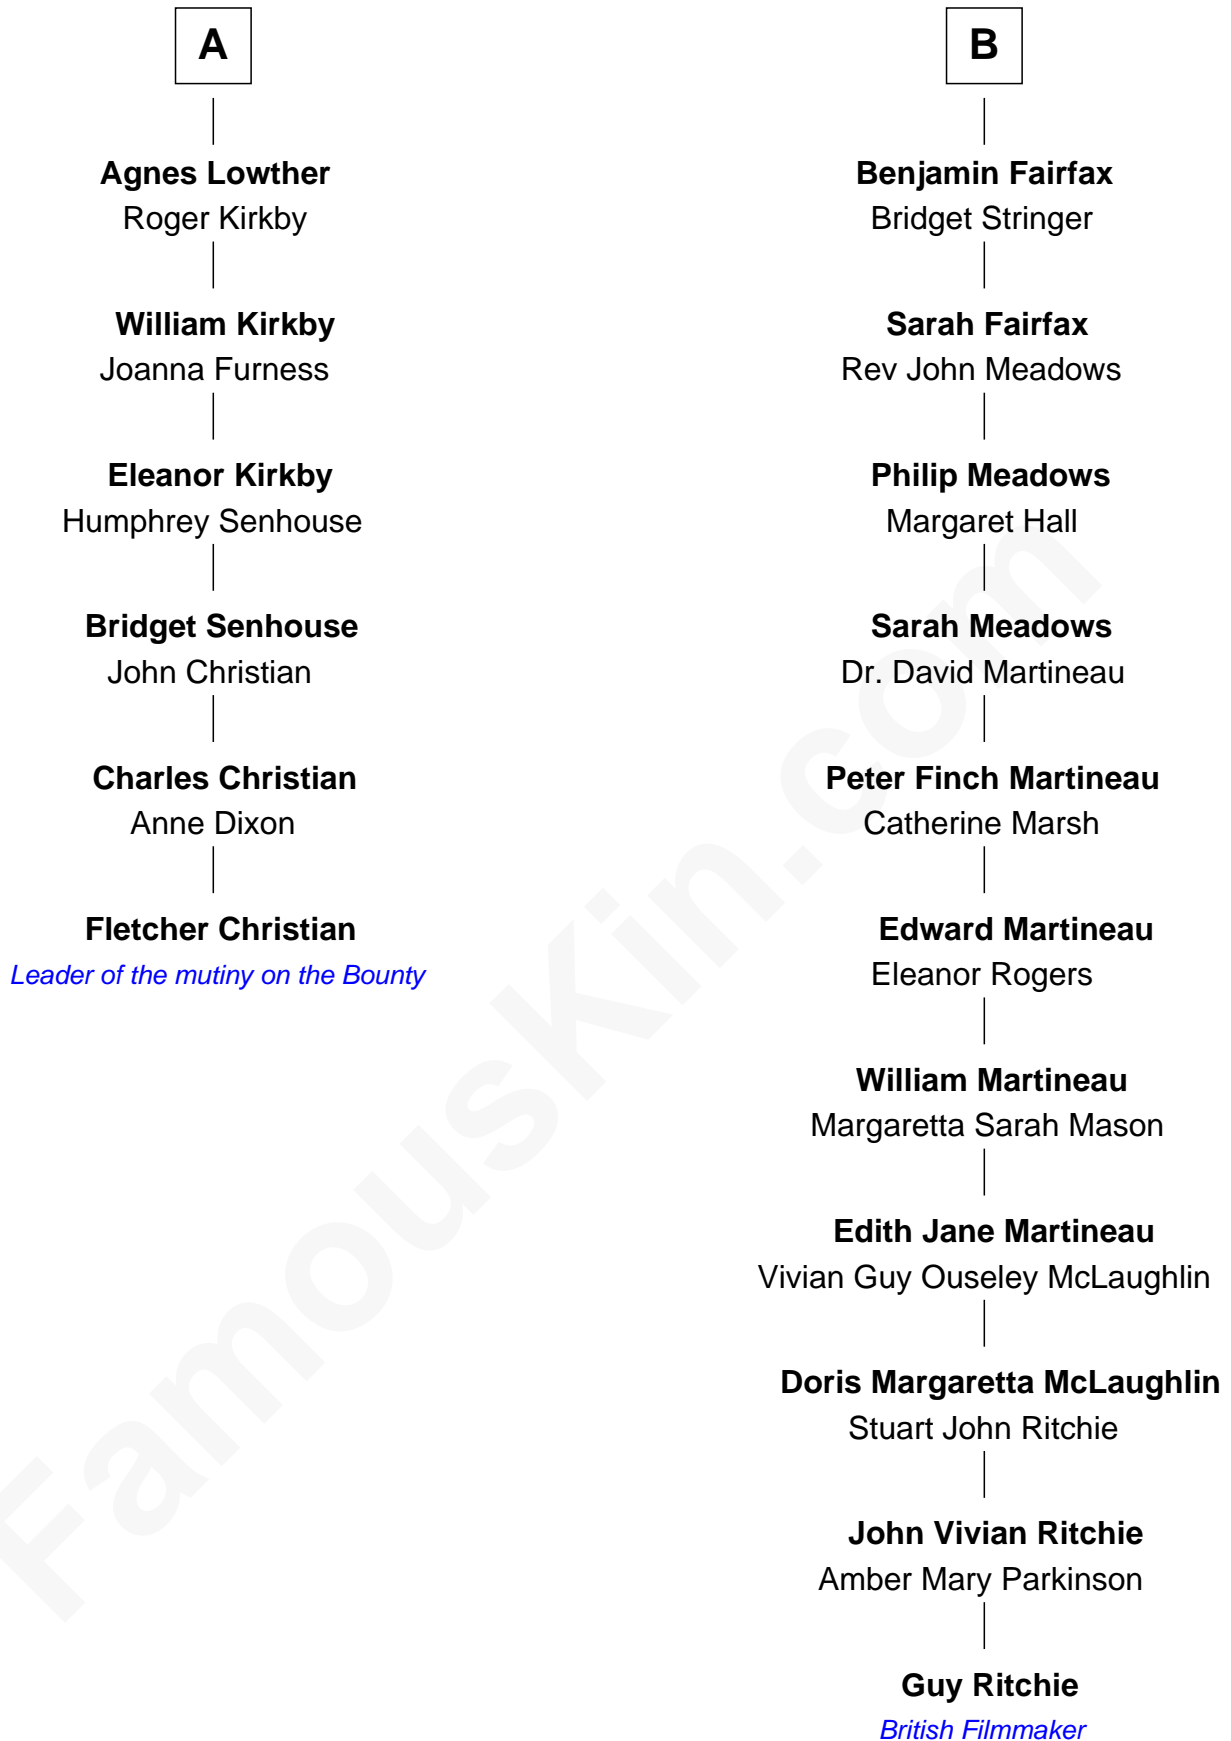 A
Agnes Lowther
Roger Kirkby
William Kirkby
Joanna Furness
Eleanor Kirkby
Humphrey Senhouse
Bridget Senhouse
John Christian
Charles Christian
Anne Dixon
Fletcher Christian
Leader of the mutiny on the Bounty
B
Benjamin Fairfax
Bridget Stringer
Sarah Fairfax
Rev John Meadows
Philip Meadows
Margaret Hall
Sarah Meadows
Dr. David Martineau
Peter Finch Martineau
Catherine Marsh
Edward Martineau
Eleanor Rogers
William Martineau
Margaretta Sarah Mason
Edith Jane Martineau
Vivian Guy Ouseley McLaughlin
Doris Margaretta McLaughlin
Stuart John Ritchie
John Vivian Ritchie
Amber Mary Parkinson
Guy Ritchie
British Filmmaker
FamousKin.com